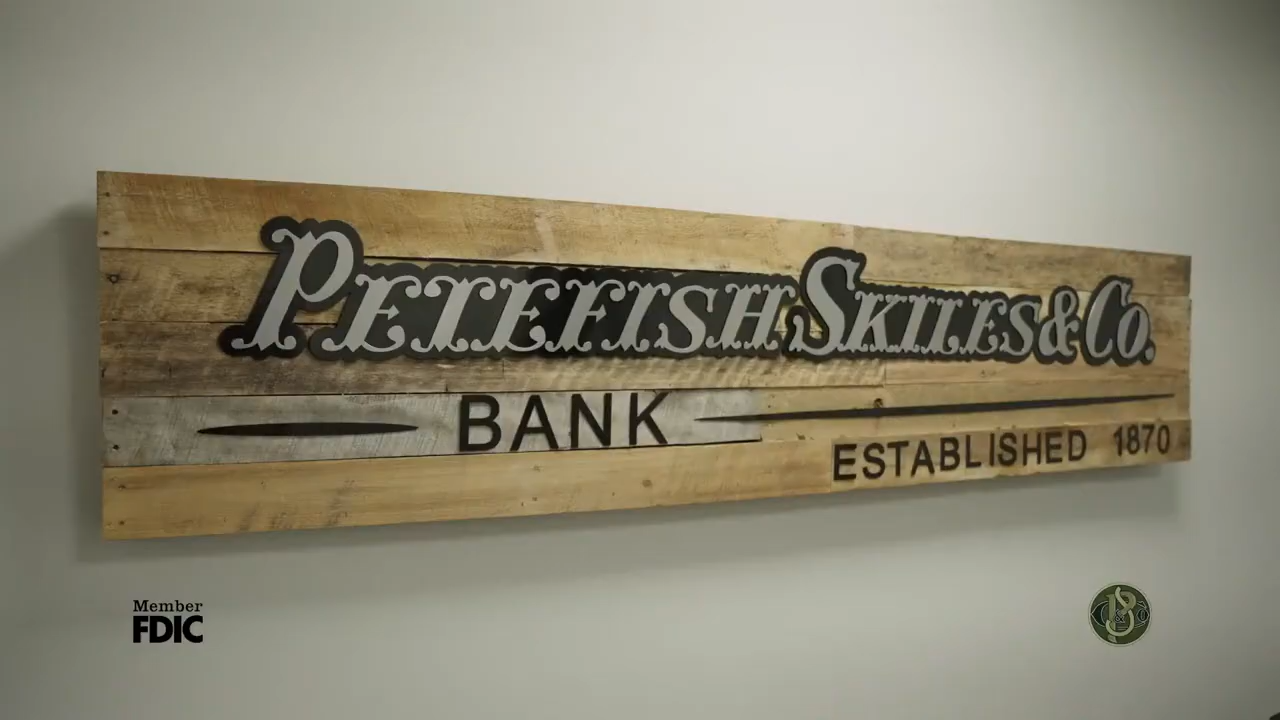 PETEFISH SKILES & CO.
BANK
ESTABLISHED 1870
Member
FDIC